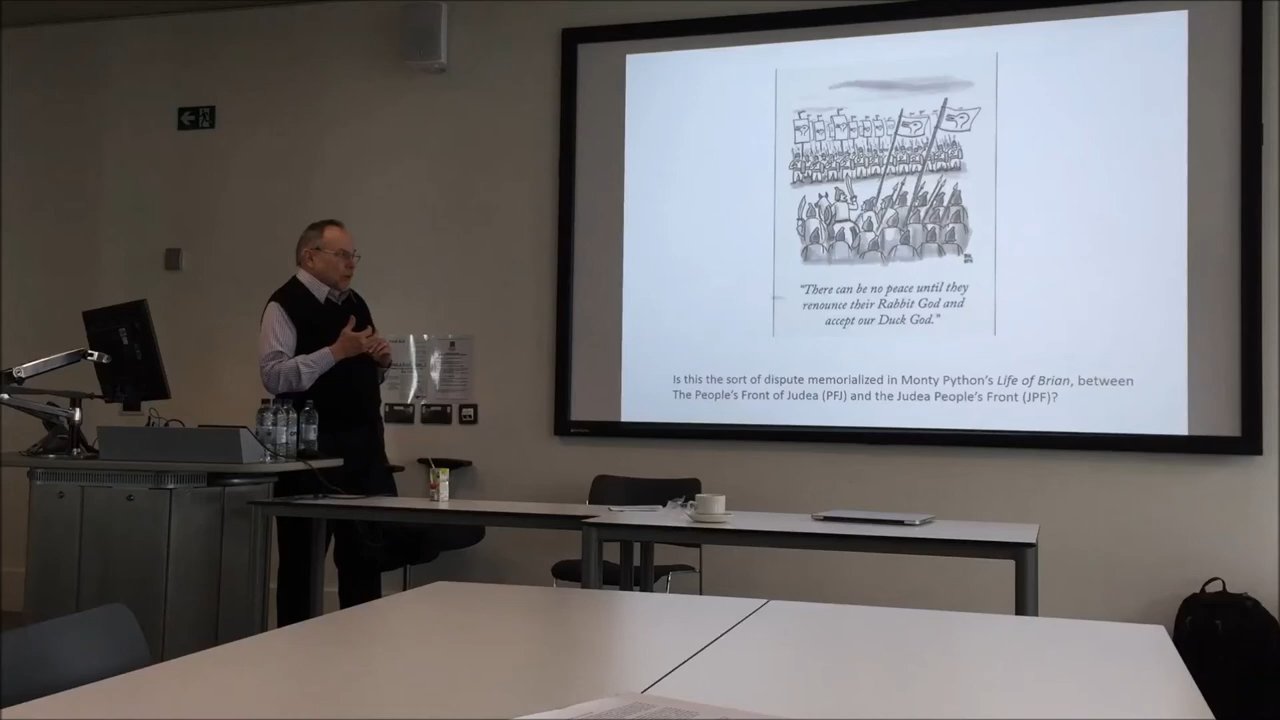 "There can be no peace until they
renounce their Rabbit God and
accept our Duck God."
Is this the sort of dispute memorialized in Monty Python's Life of Brian, between
The People's Front of Judea (PFJ) and the Judea People's Front (JPF)?